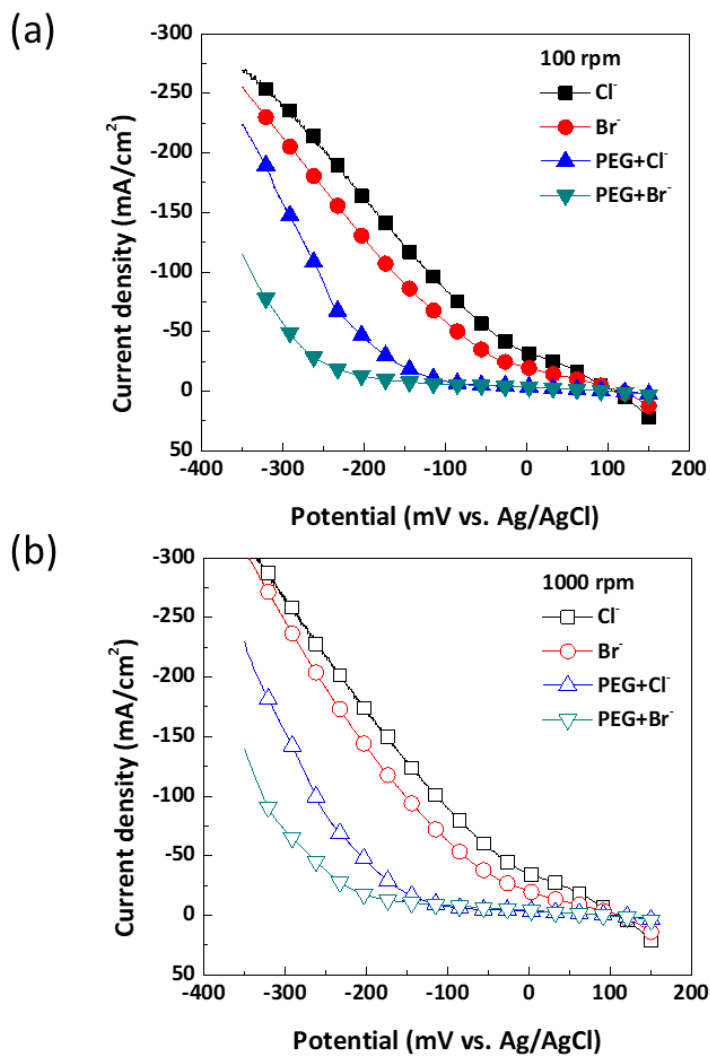 (a)
100 rpm
Cl⁻
Br⁻
PEG+Cl⁻
PEG+Br⁻
-300
-250
-200
-150
-100
-50
0
50
Current density (mA/cm²)
-400 -300 -200 -100 0 100 200
Potential (mV vs. Ag/AgCl)
(b)
1000 rpm
Cl⁻
Br⁻
PEG+Cl⁻
PEG+Br⁻
-300
-250
-200
-150
-100
-50
0
50
Current density (mA/cm²)
-400 -300 -200 -100 0 100 200
Potential (mV vs. Ag/AgCl)